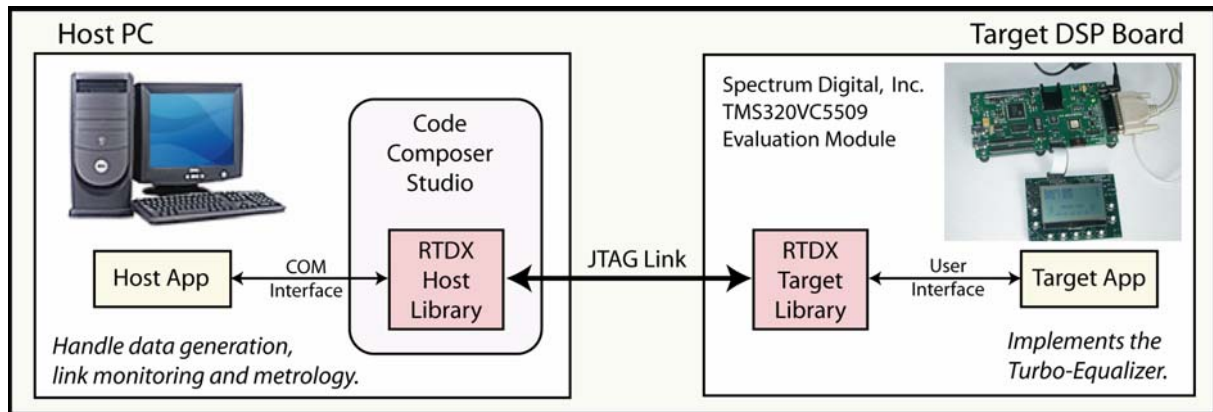 Host PC
Code
Composer
Studio
Host App
COM
Interface
RTDX
Host
Library
Handle data generation,
link monitoring and metrology.
JTAG Link
Target DSP Board
Spectrum Digital, Inc.
TMS320VC5509
Evaluation Module
RTDX
Target
Library
User
Interface
Target App
Implements the
Turbo-Equalizer.